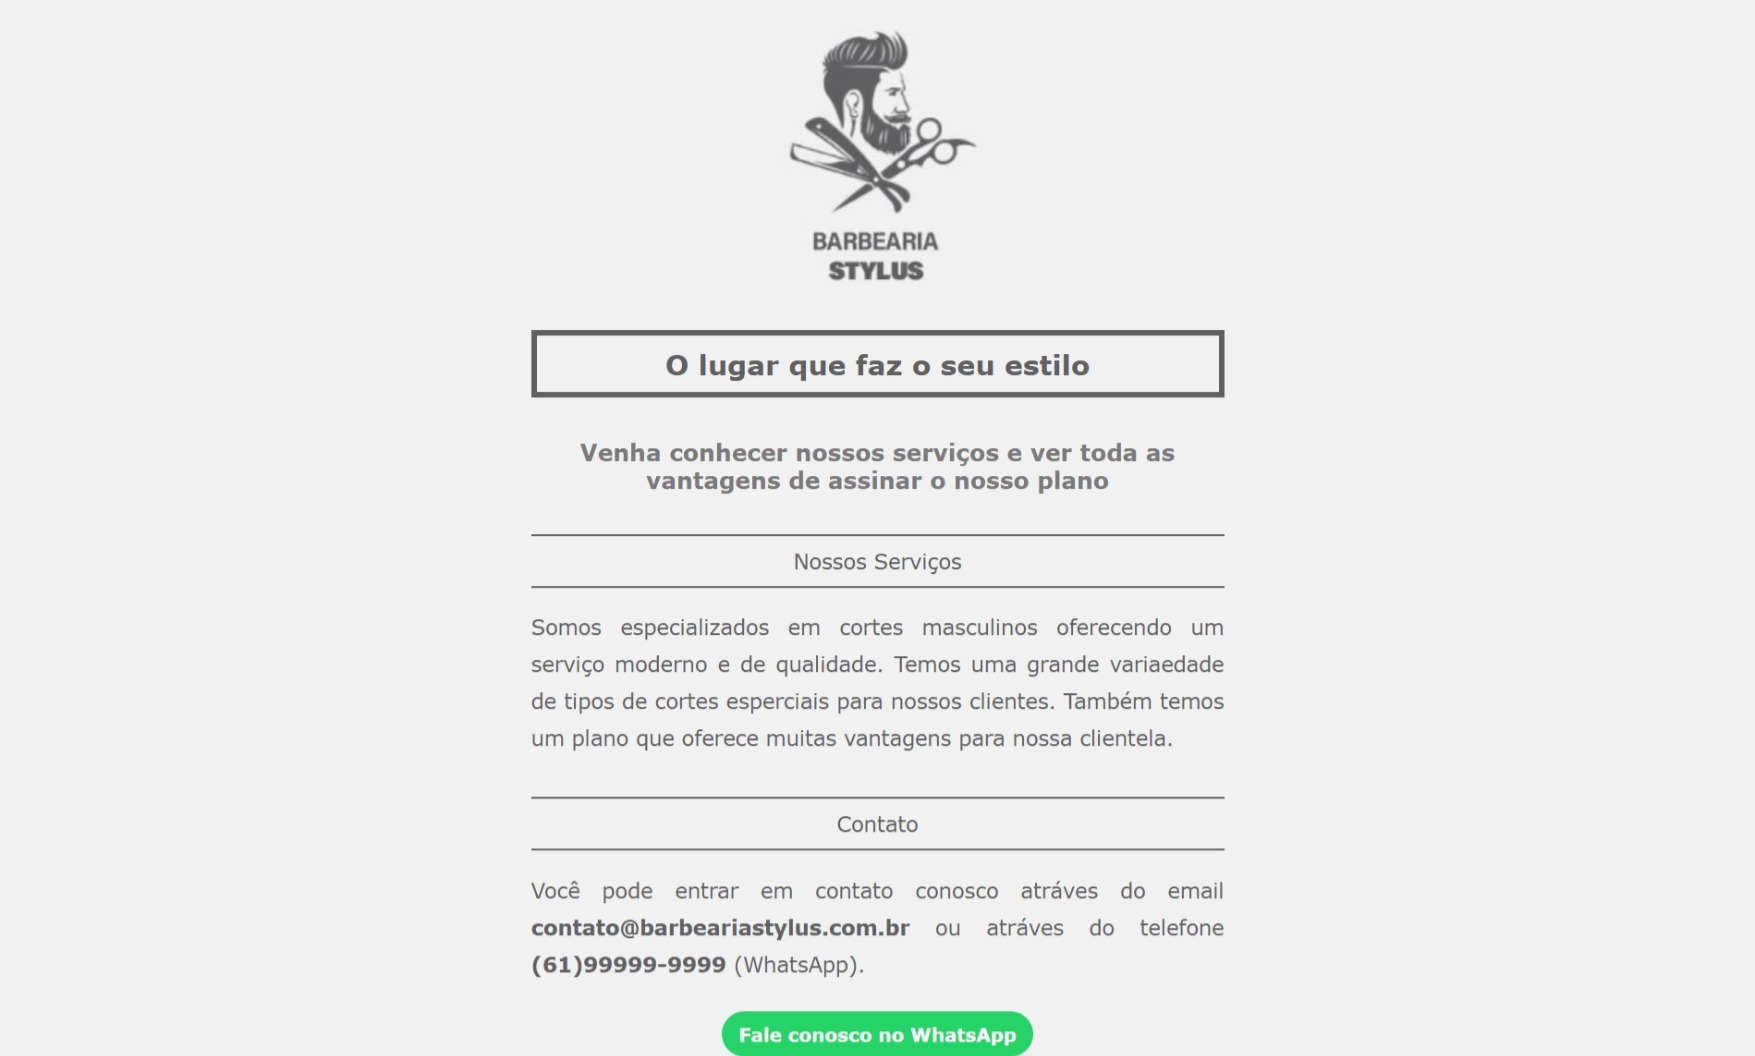 BARBEARIA
STYLUS
O lugar que faz o seu estilo
Venha conhecer nossos serviços e ver toda as
vantagens de assinar o nosso plano
Nossos Serviços
Somos especializados em cortes masculinos oferecendo um
serviço moderno e de qualidade. Temos uma grande variaedade
de tipos de cortes esperciais para nossos clientes. Também temos
um plano que oferece muitas vantagens para nossa clientela.
Contato
Você pode entrar em contato conosco atráves do email
contato@barbeariastylus.com.br ou atráves do telefone
(61)99999-9999 (WhatsApp).
Fale conosco no WhatsApp